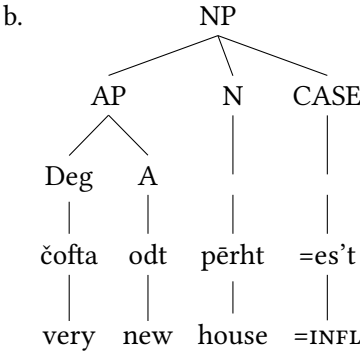 b. NP
AP N CASE
Deg A
čofta odt pērht =es’t
very new house =INFL